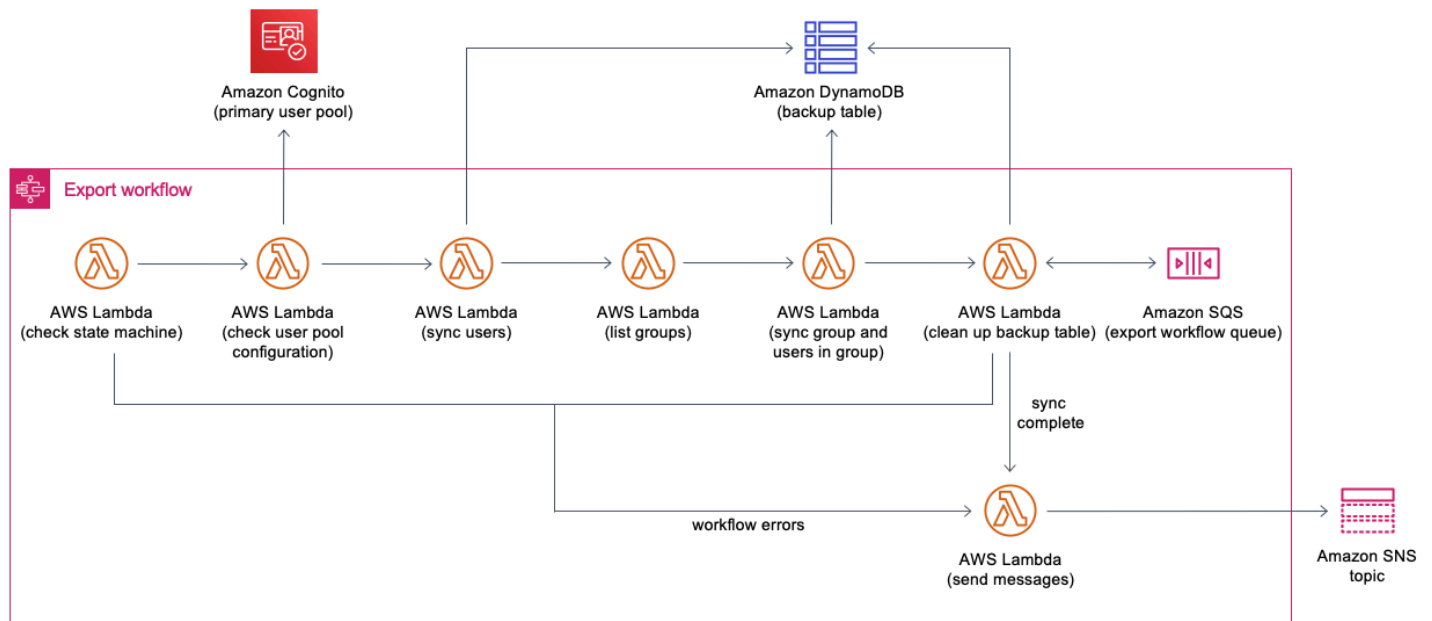 Amazon Cognito
(primary user pool)
Amazon DynamoDB
(backup table)
Export workflow
AWS Lambda
(check state machine)
AWS Lambda
(check user pool
configuration)
AWS Lambda
(sync users)
AWS Lambda
(list groups)
AWS Lambda
(sync group and
users in group)
AWS Lambda
(clean up backup table)
Amazon SQS
(export workflow queue)
sync
complete
workflow errors
AWS Lambda
(send messages)
Amazon SNS
topic